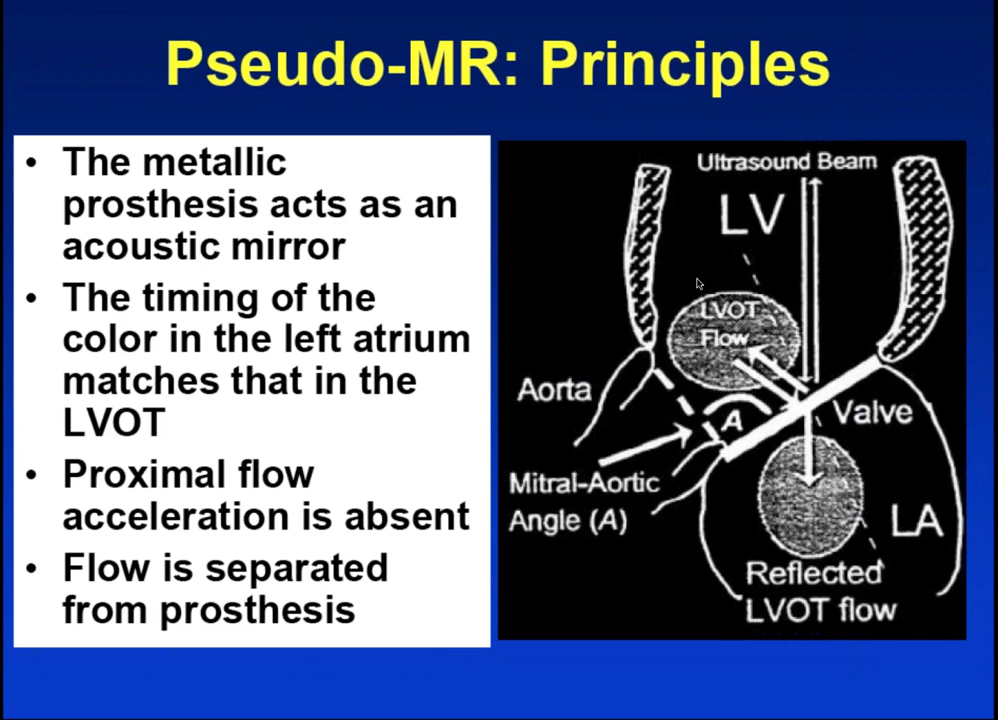 Pseudo-MR: Principles
• The metallic
prosthesis acts as an
acoustic mirror
• The timing of the
color in the left atrium
matches that in the
LVOT
• Proximal flow
acceleration is absent
• Flow is separated
from prosthesis
Ultrasound Beam
LV
LVOT
Flow
Aorta
A
Valve
Mitral-Aortic
Angle (A)
LA
Reflected
LVOT flow